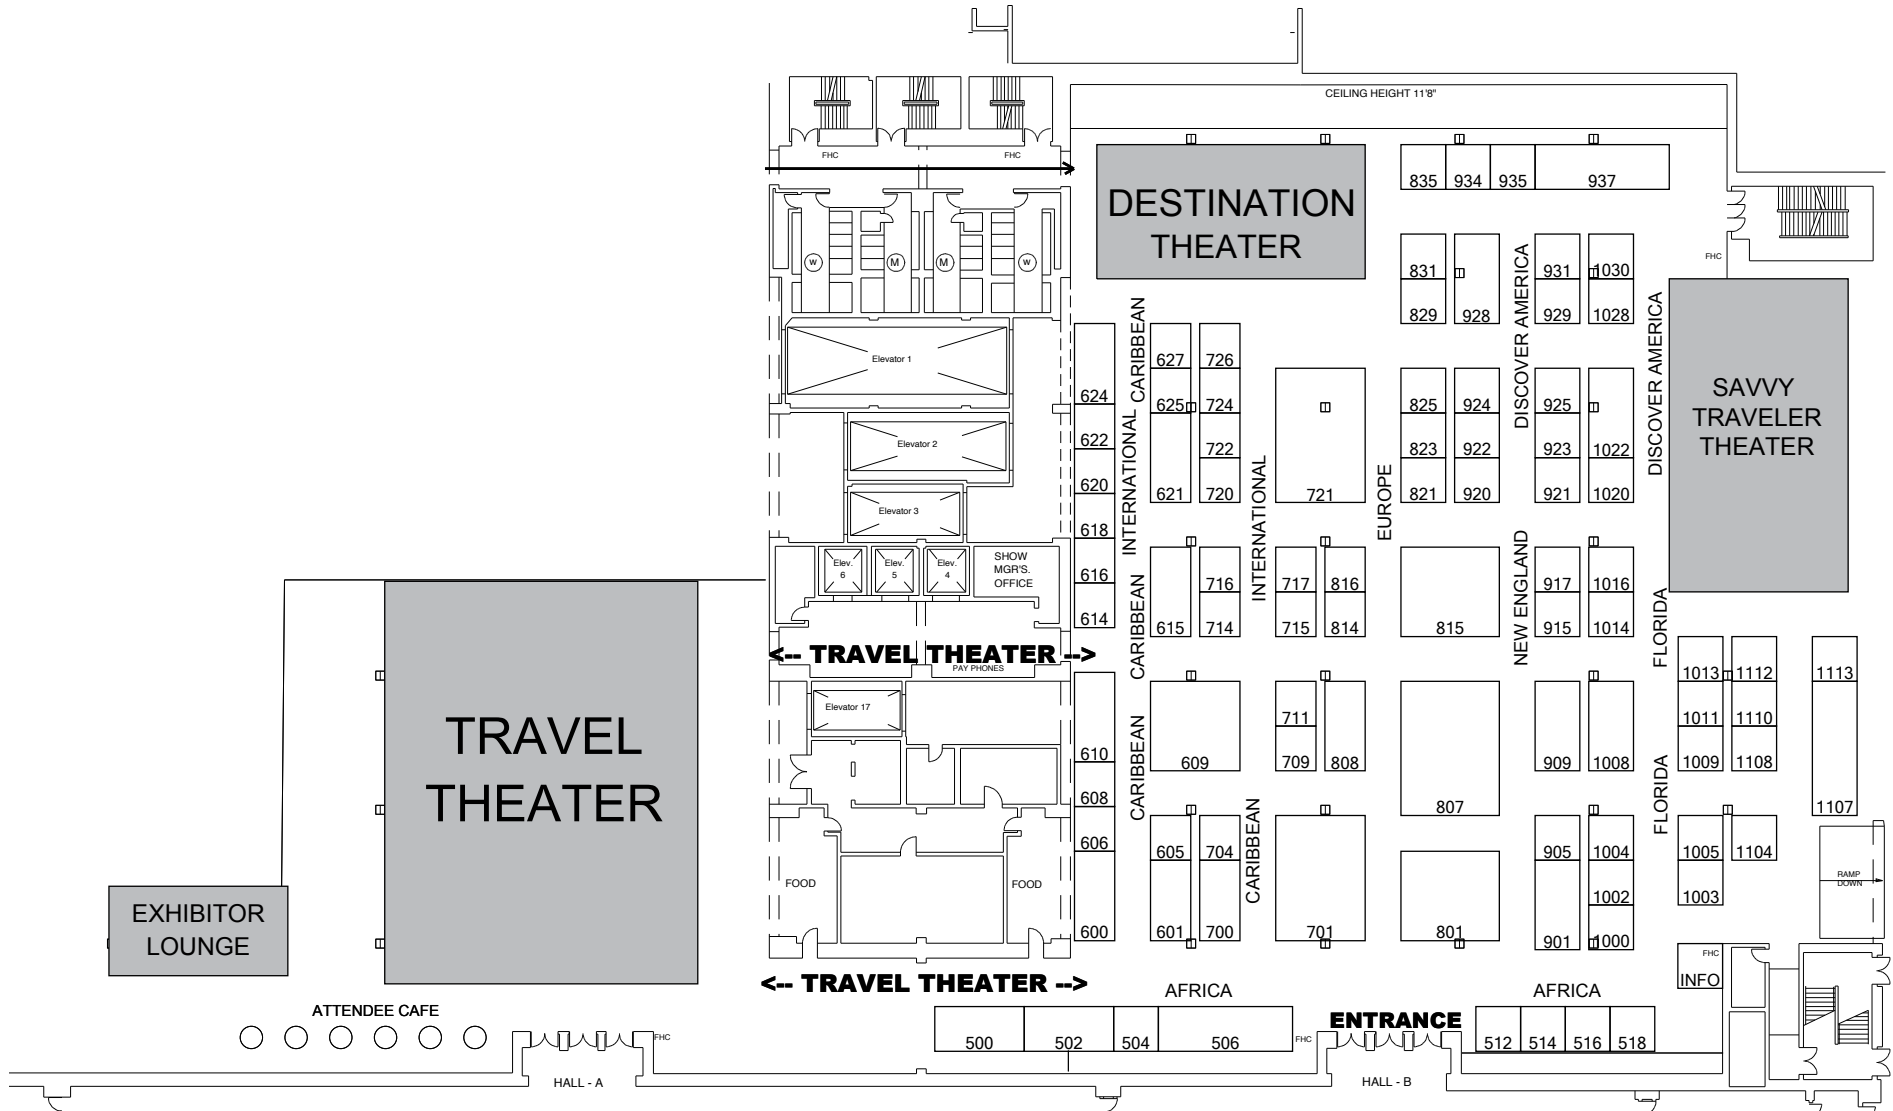 CEILING HEIGHT 11'8"
FHC
FHC
DESTINATION
THEATER
835 934 935 937
W M M W
FHC
831 928 931 1030
829 929 1028
DISCOVER AMERICA
DISCOVER AMERICA
Elevator 1
CARIBBEAN
627 726
624 625 724
825 924 925
SAVVY
TRAVELER
THEATER
Elevator 2
622 722
823 922 923 1022
INTERNATIONAL
620 621 720 721
821 920 921 1020
INTERNATIONAL
EUROPE
Elevator 3
618
Elev.
6
Elev.
5
Elev.
4
SHOW
MGR'S.
OFFICE
616 716 717 816
917 1016
614 615 714 715 814 815
915 1014
CARIBBEAN
NEW ENGLAND
FLORIDA
<-- TRAVEL THEATER -->
PAY PHONES
1013 1112 1113
Elevator 17
711
1011 1110
TRAVEL
THEATER
610 609 709 808
909 1008 1009 1108
CARIBBEAN
FLORIDA
608 807 1107
606 605 704
905 1004 1005 1104
CARIBBEAN
FOOD
FOOD
RAMP
DOWN
1002 1003
EXHIBITOR
LOUNGE
600 601 700 701 801 901 1000
FHC
INFO
<-- TRAVEL THEATER -->
AFRICA
AFRICA
ATTENDEE CAFE
ENTRANCE
FHC
500 502 504 506
FHC
512 514 516 518
HALL - A
HALL - B